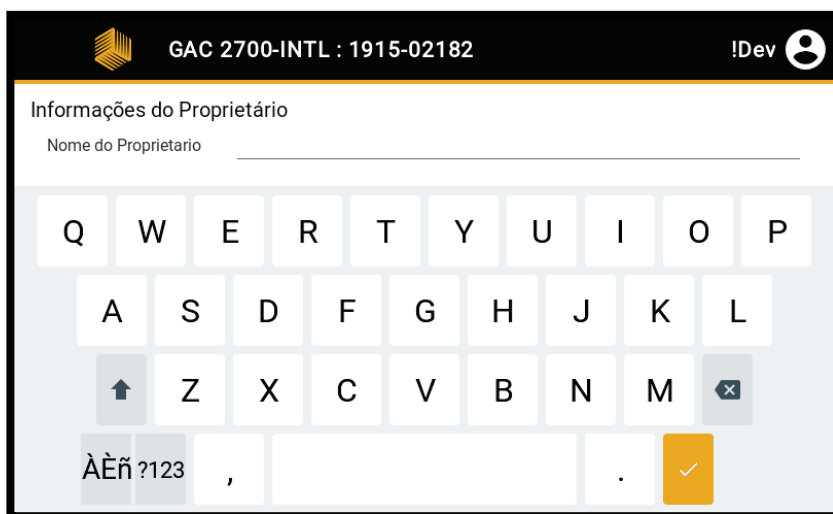 GAC 2700-INTL : 1915-02182 !Dev
Informações do Proprietário
Nome do Proprietario
Q W E R T Y U I O P
A S D F G H J K L
Z X C V B N M
ÀÈñ ?123 , .